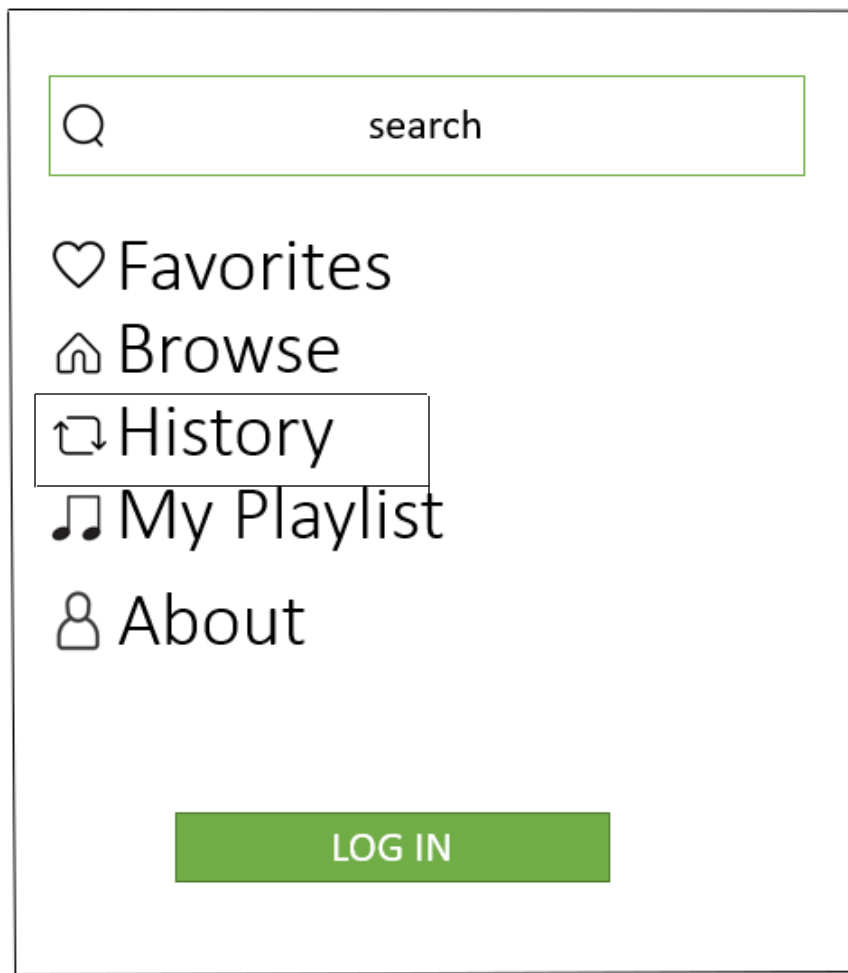 search
Favorites
Browse
History
My Playlist
About
LOG IN